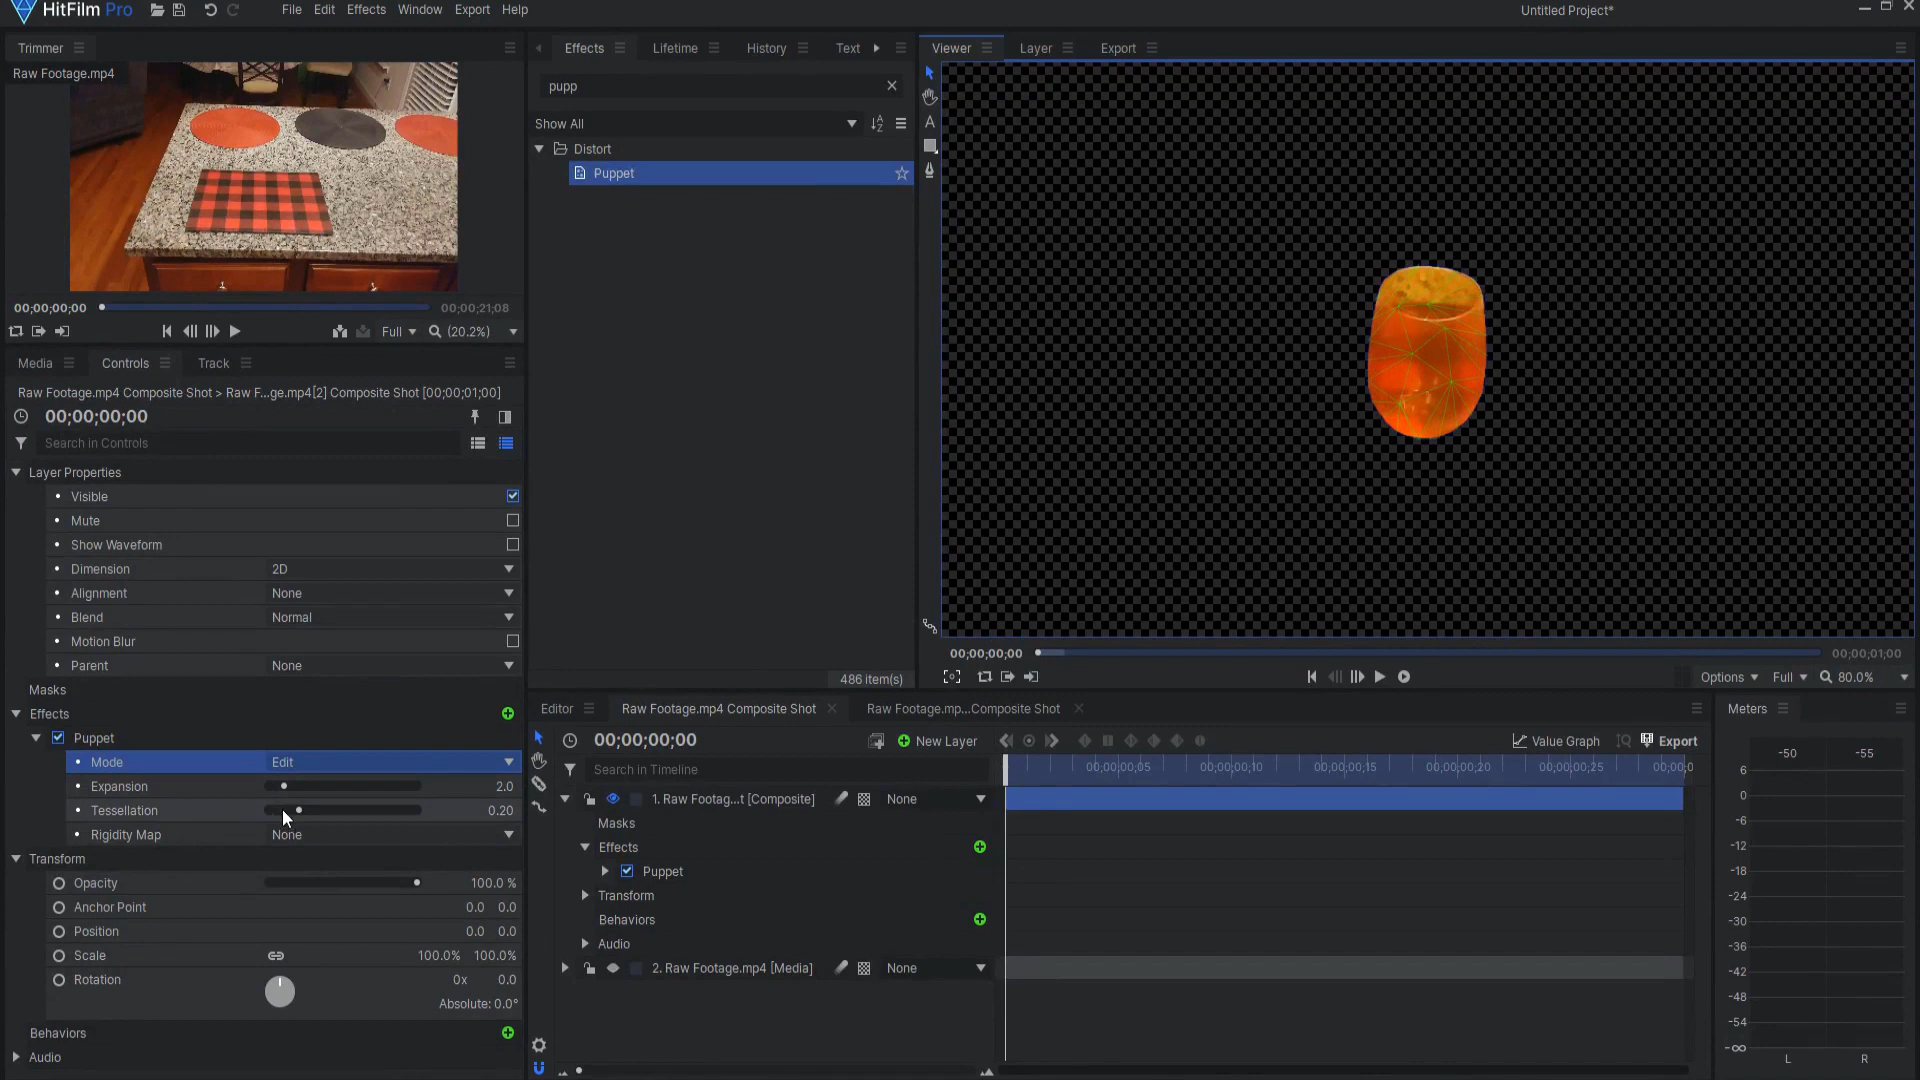 HitFilm Pro
File Edit Effects Window Export Help
Untitled Project*
Trimmer
Raw Footage.mp4
00;00;00;00
00;00;21;08
Full
(20.2%)
Media
Controls
Track
Raw Footage.mp4 Composite Shot > Raw F...ge.mp4[2] Composite Shot [00;00;01;00]
00;00;00;00
Search in Controls
Layer Properties
Visible
Mute
Show Waveform
Dimension 2D
Alignment None
Blend Normal
Motion Blur
Parent None
Masks
Effects
Puppet
Mode Edit
Expansion 2.0
Tessellation 0.20
Rigidity Map None
Transform
Opacity 100.0 %
Anchor Point 0.0 0.0
Position 0.0 0.0
Scale 100.0% 100.0%
Rotation 0x 0.0
Absolute: 0.0°
Behaviors
Audio
Effects
Lifetime
History
Text
pupp
Show All
Distort
Puppet
486 item(s)
Viewer
Layer
Export
00;00;00;00
00;00;01;00
Options
Full
80.0%
Editor
Raw Footage.mp4 Composite Shot
Raw Footage.mp...Composite Shot
00;00;00;00
New Layer
Value Graph
Export
Search in Timeline
00;00;00;05
00;00;00;10
00;00;00;15
00;00;00;20
00;00;00;25
00;00;0
1. Raw Footag...t [Composite] None
Masks
Effects
Puppet
Transform
Behaviors
Audio
2. Raw Footage.mp4 [Media] None
Meters
-50 -55
6
0
-6
-12
-18
-24
-30
-36
-42
-48
-54
-∞
L R